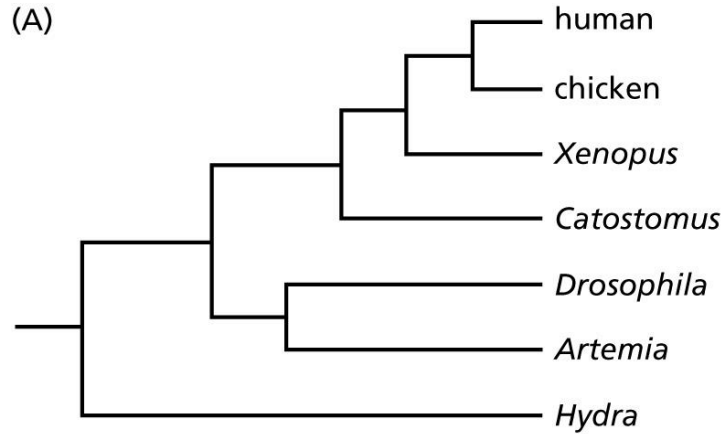 (A)
human
chicken
Xenopus
Catostomus
Drosophila
Artemia
Hydra